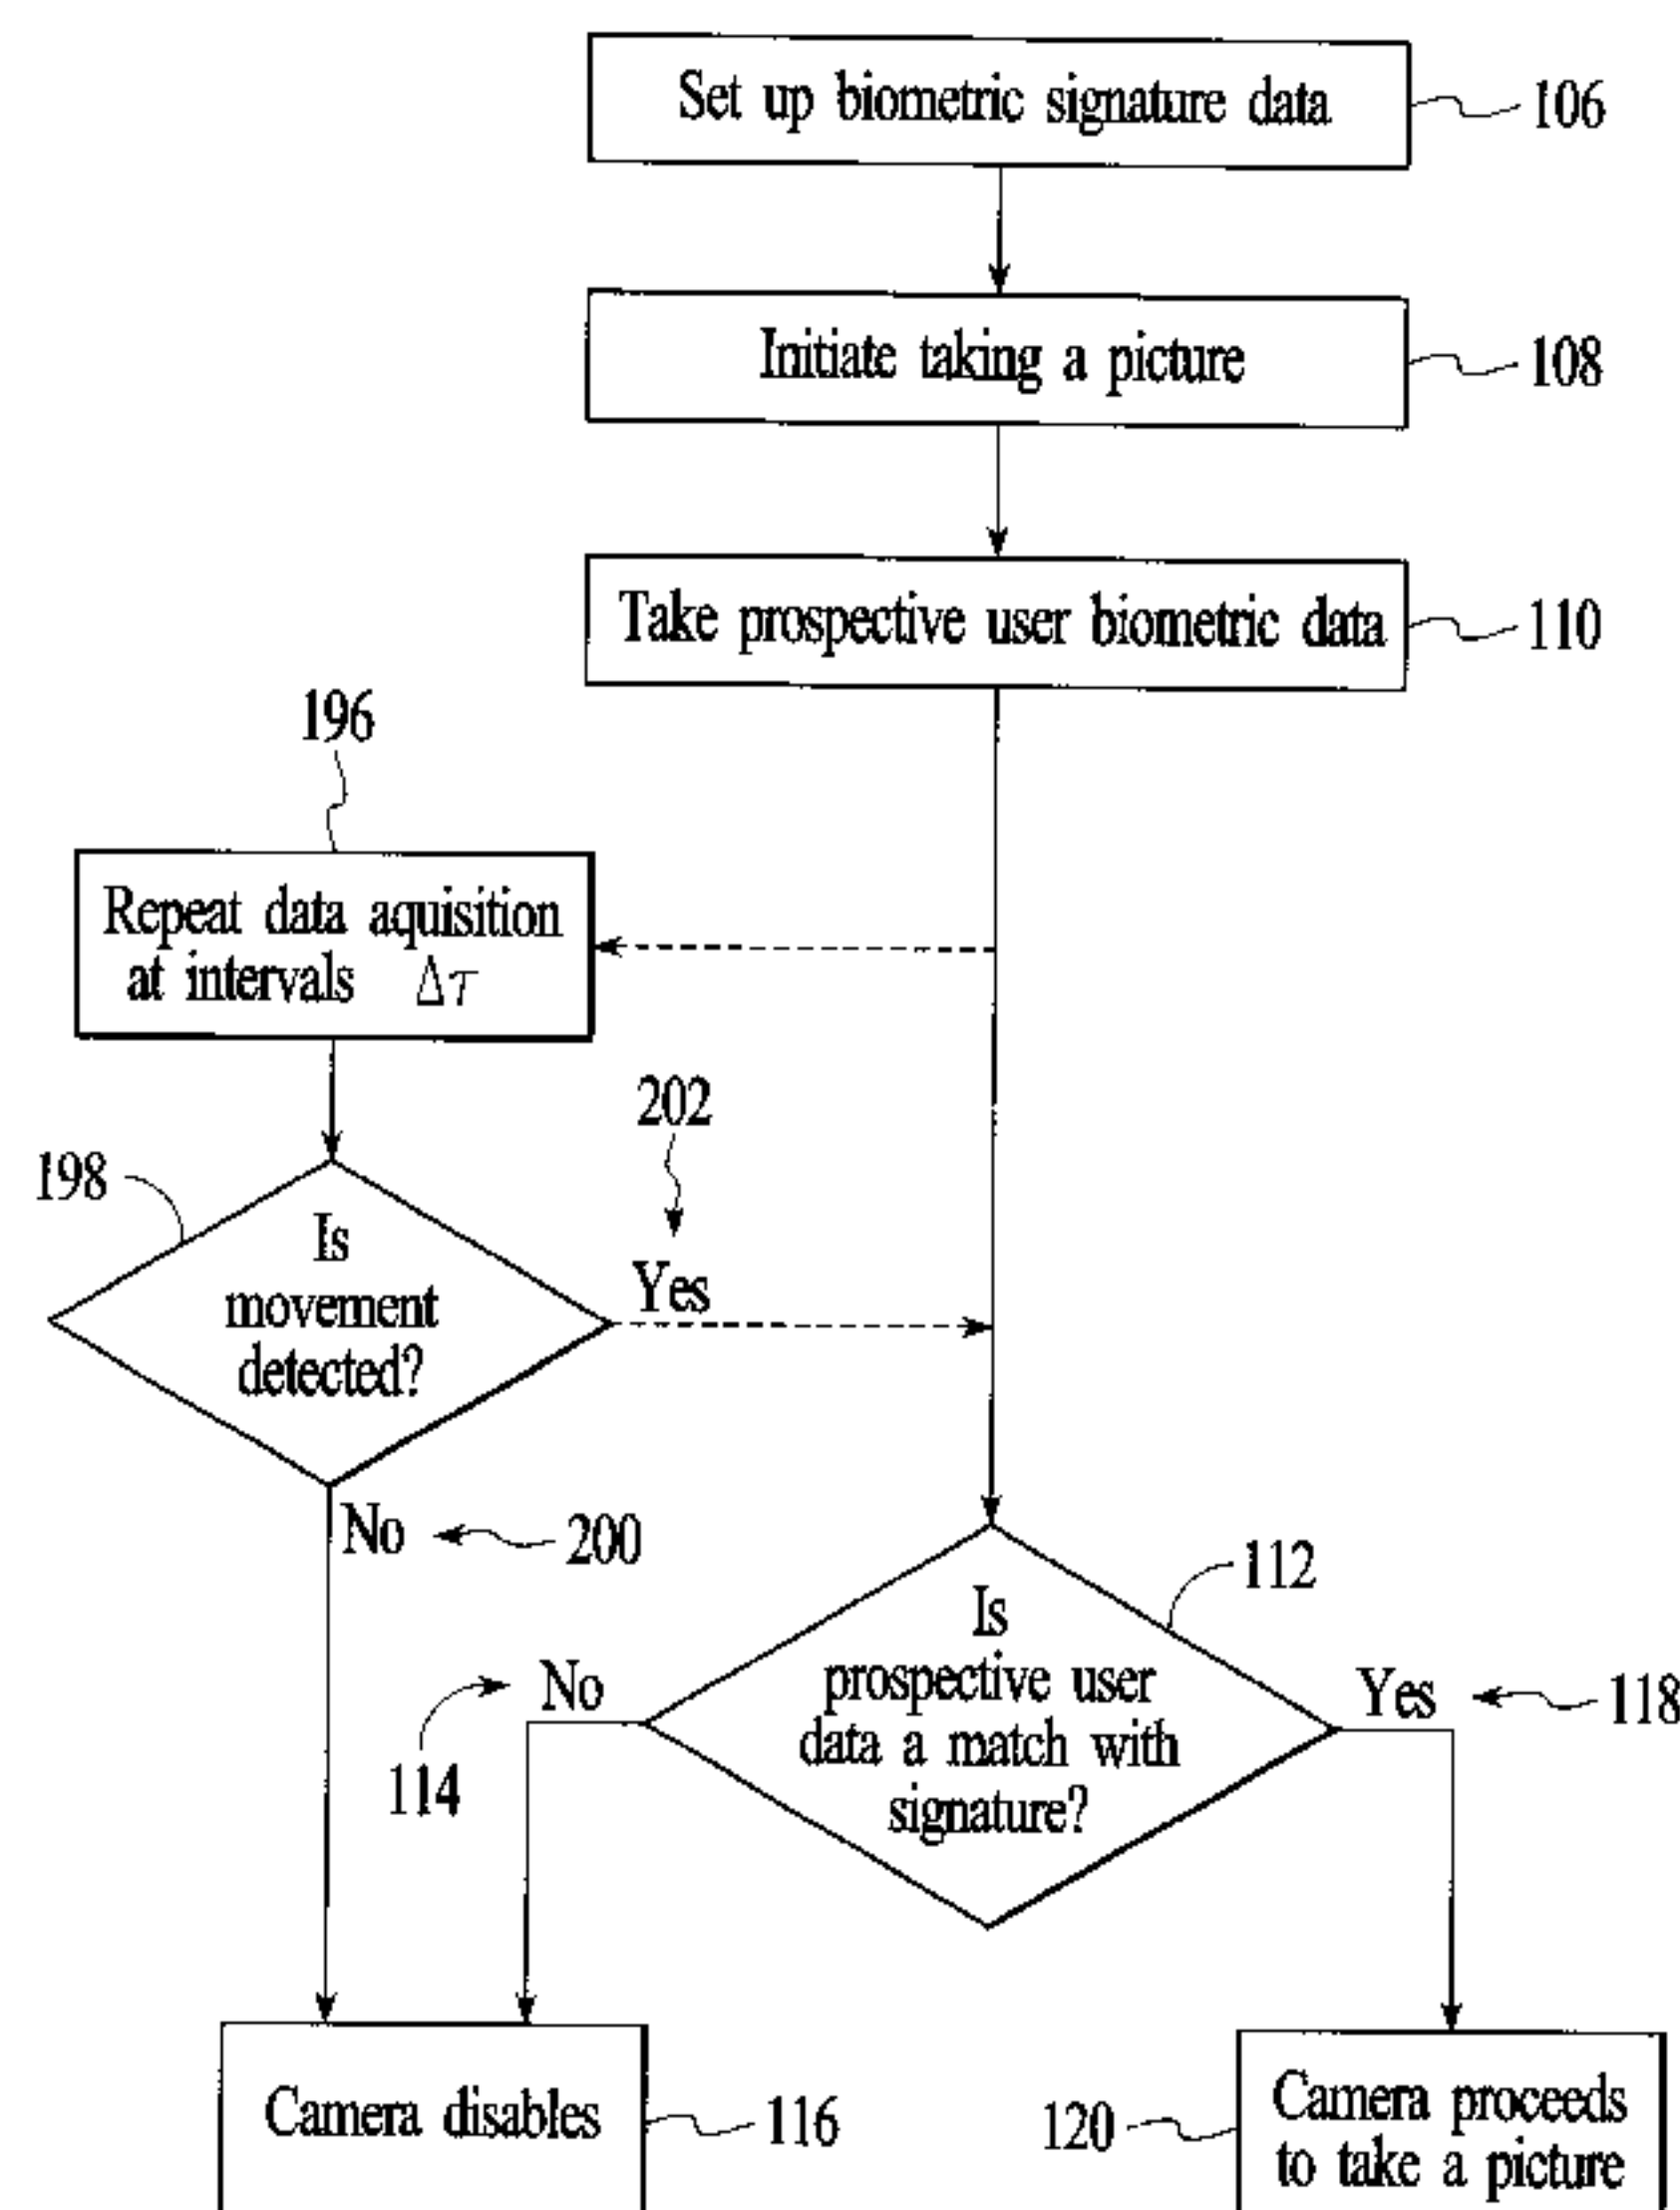 Set up biometric signature data
106
Initiate taking a picture
108
Take prospective user biometric data
110
196
Repeat data aquisition
at intervals Δτ
202
198
Is
movement
detected?
Yes
No
200
112
Is
prospective user
data a match with
signature?
No
114
Yes
118
Camera disables
116
120
Camera proceeds
to take a picture